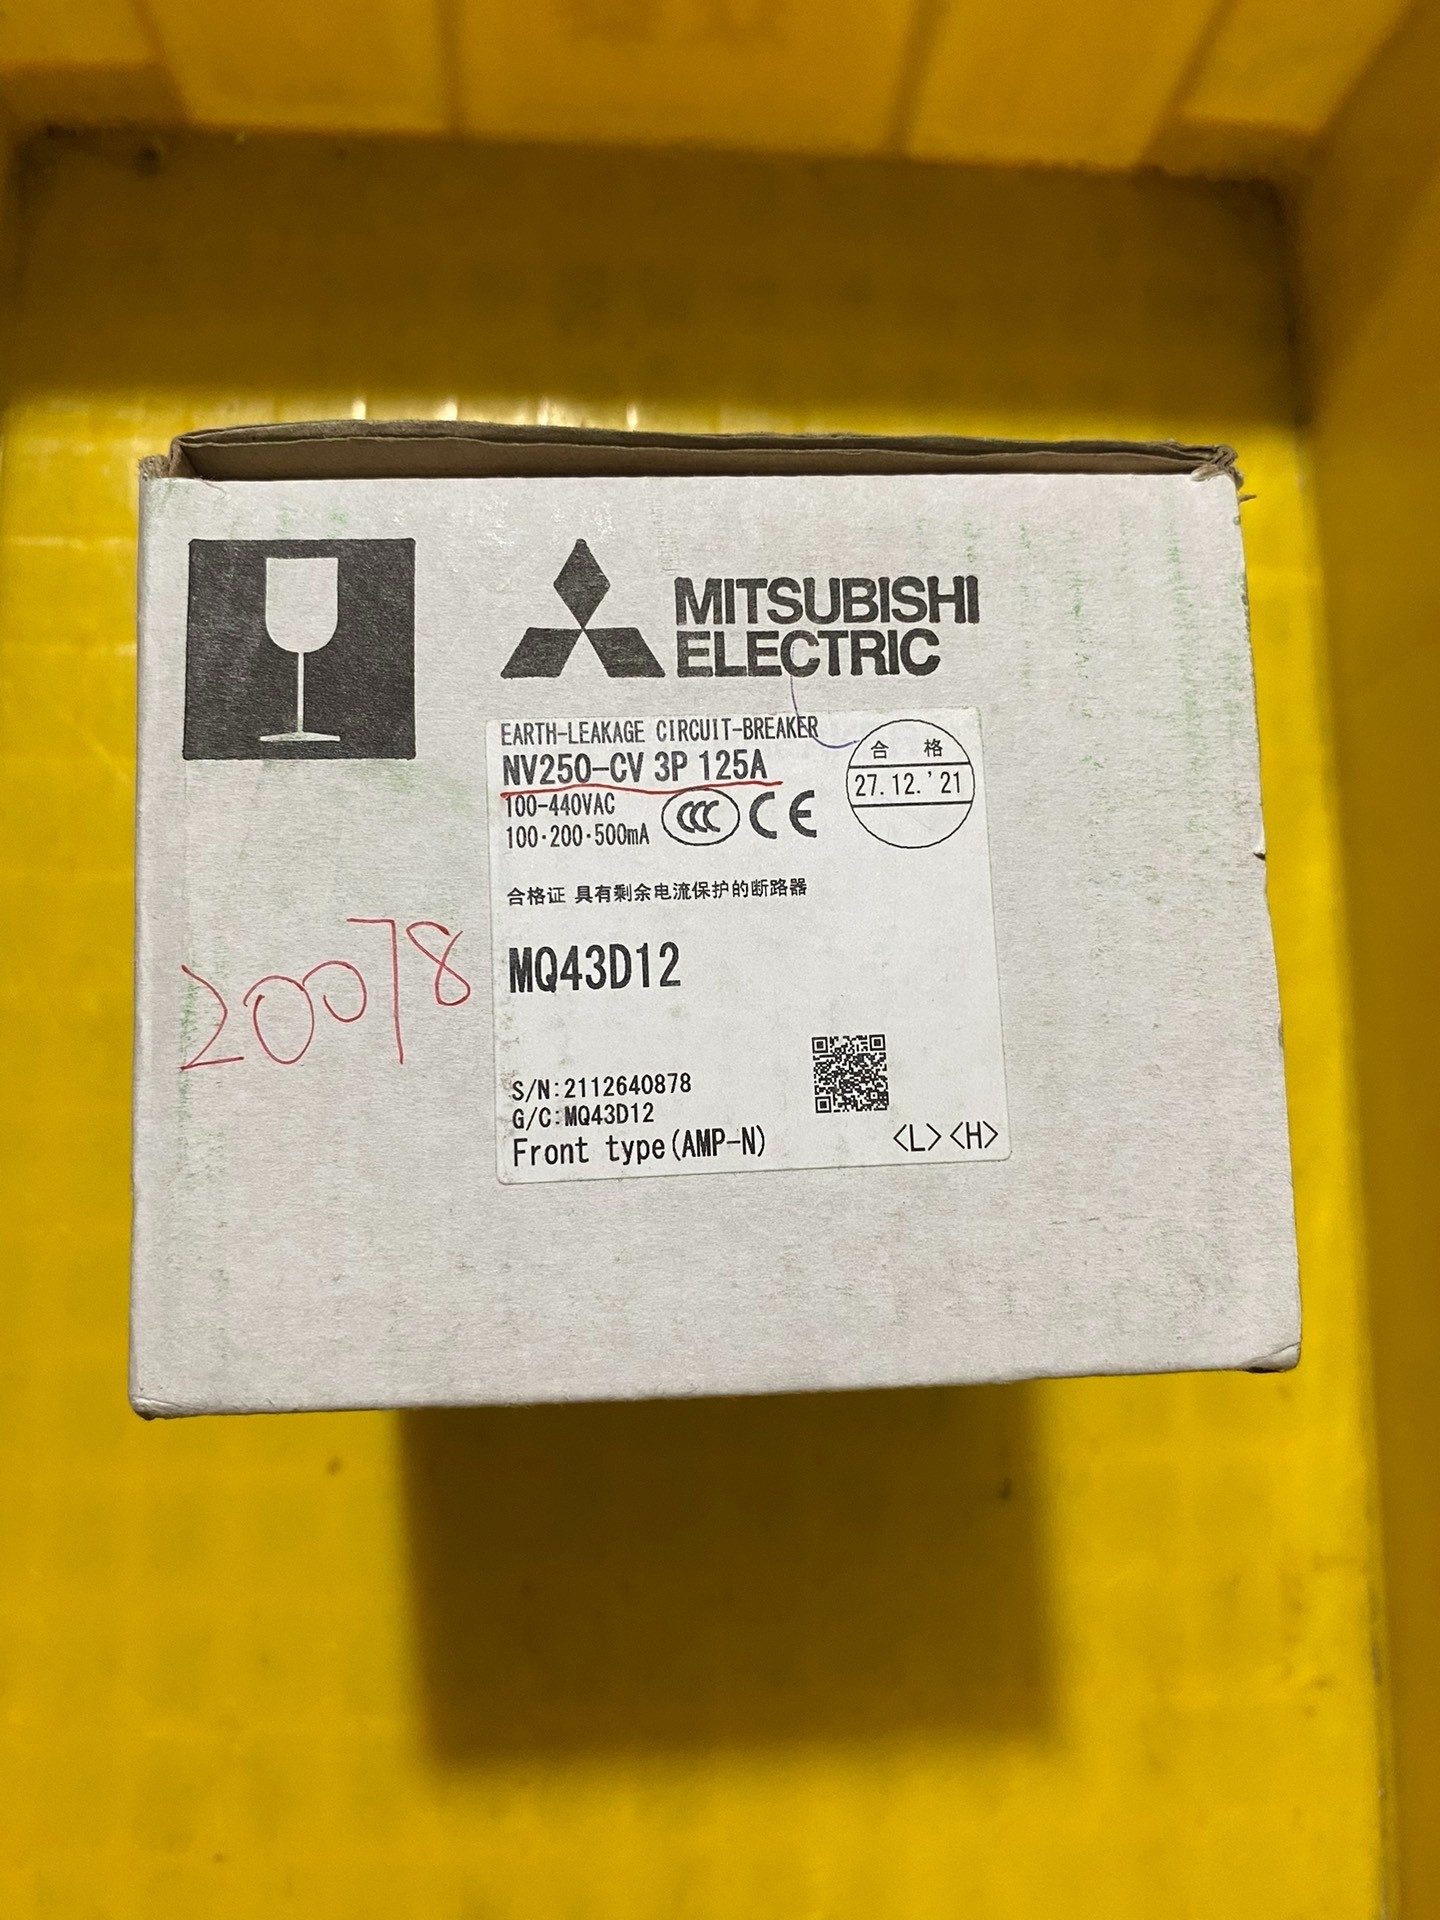 MITSUBISHI
ELECTRIC
EARTH-LEAKAGE CIRCUIT-BREAKER
NV250-CV 3P 125A
100-440VAC
100·200·500mA
CCC CE
合 格
27.12.'21
合格证 具有剩余电流保护的断路器
20078
MQ43D12
S/N:2112640878
G/C:MQ43D12
Front type(AMP-N)
<L><H>